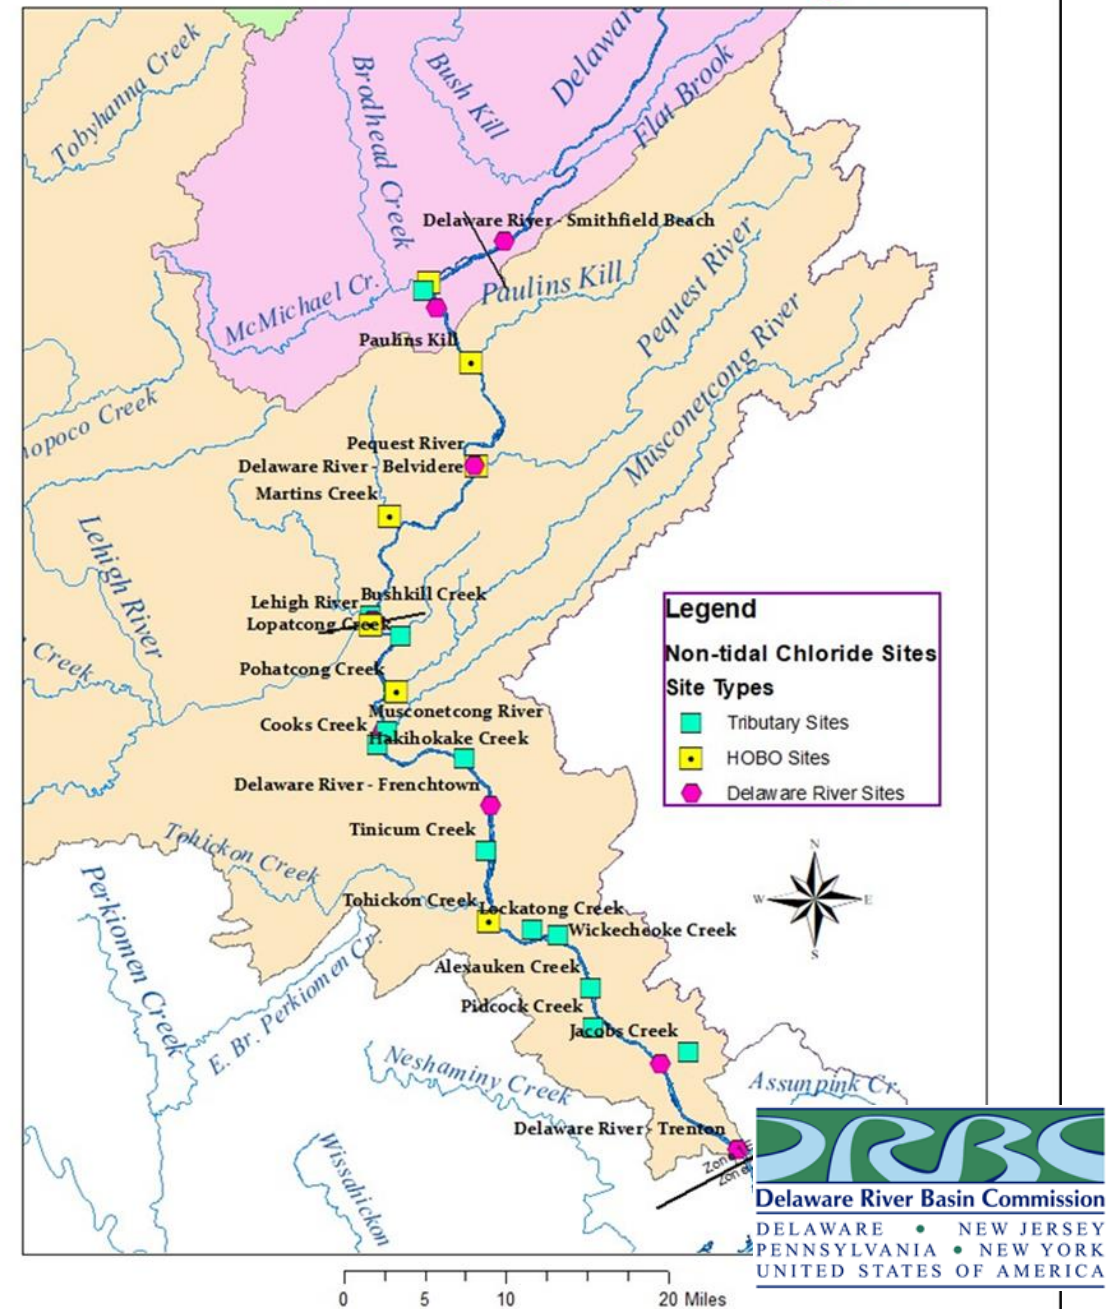 Delaware
Tobyhanna Creek
Brodhead Creek
Bush Kill
Flat Brook
Delaware River - Smithfield Beach
McMichael Cr.
Paulins Kill
Pequest River
Paulins Kill
Musconetcong River
opoco Creek
Pequest River
Delaware River - Belvidere
Martins Creek
Lehigh River
Lehigh River
Bushkill Creek
Lopatcong Creek
Creek
Pohatcong Creek
Musconetcong River
Cooks Creek
Hakihokake Creek
Delaware River - Frenchtown
Tinicum Creek
Tohickon Creek
Perkiomen Creek
Tohickon Creek
Lockatong Creek
Wickecheoke Creek
E. Br. Perkiomen Cr.
Alexauken Creek
Pidcock Creek
Jacobs Creek
Neshaminy Creek
Assunpink Cr.
Delaware River - Trenton
Wissahickon
Zone
Zone
Legend
Non-tidal Chloride Sites
Site Types
Tributary Sites
HOBO Sites
Delaware River Sites
N
W
E
S
DRBC
Delaware River Basin Commission
DELAWARE • NEW JERSEY
PENNSYLVANIA • NEW YORK
UNITED STATES OF AMERICA
0 5 10 20 Miles